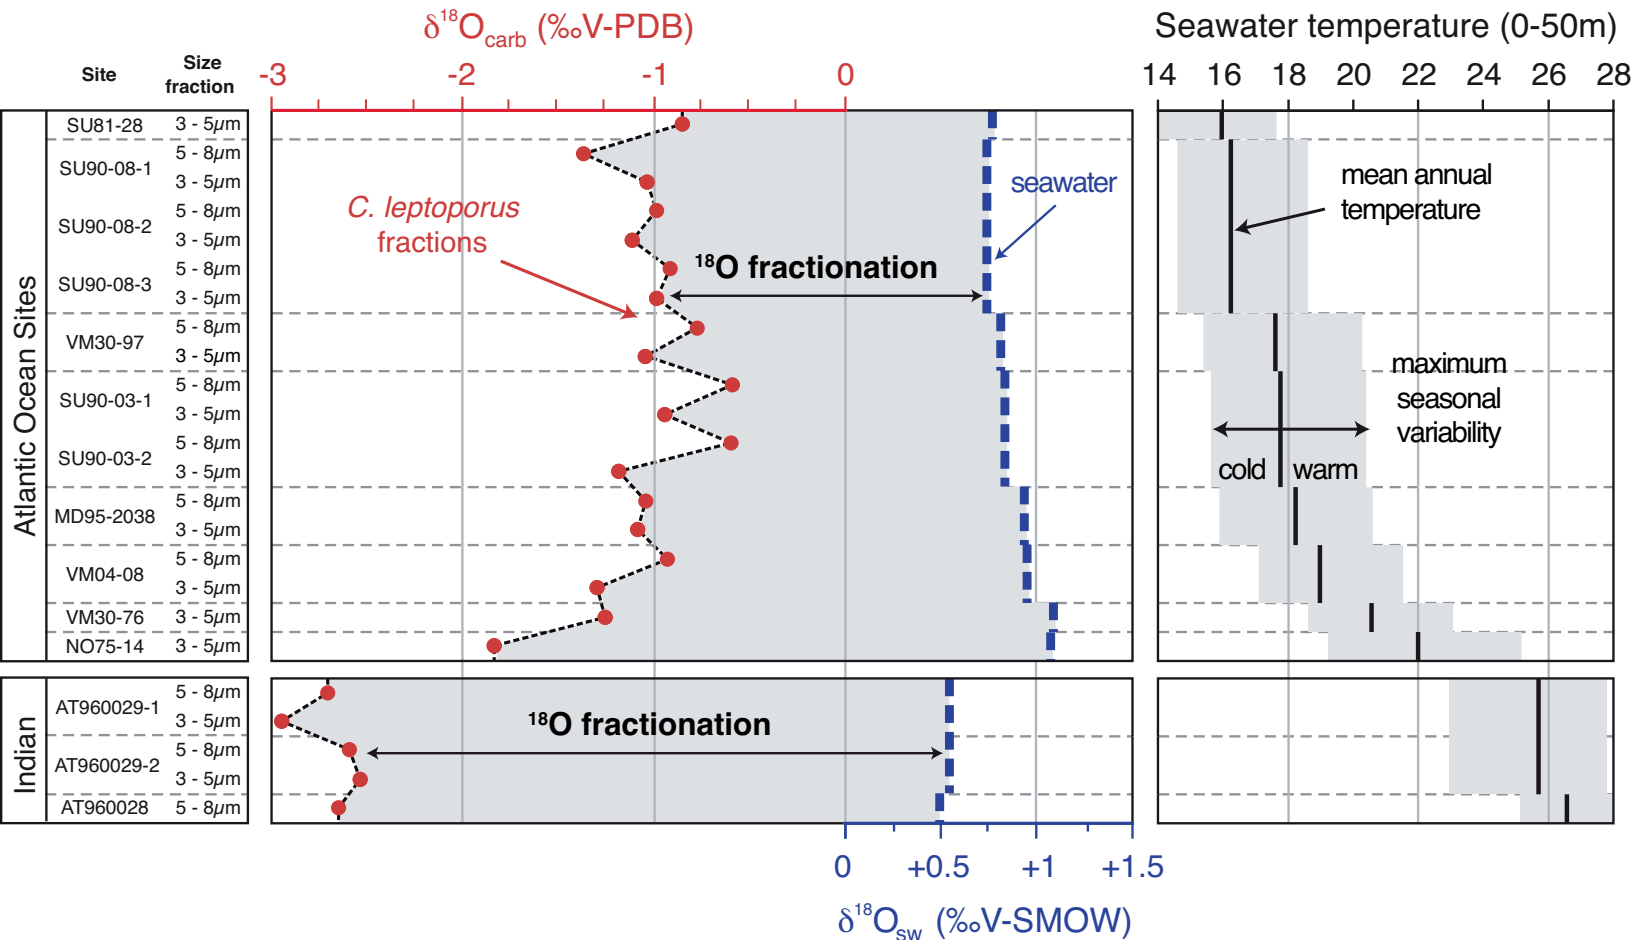 δ18Ocarb (‰V-PDB)
Seawater temperature (0-50m)
Site
Size
fraction
-3 -2 -1 0
14 16 18 20 22 24 26 28
Atlantic Ocean Sites
SU81-28 3 - 5µm
SU90-08-1 5 - 8µm
3 - 5µm
SU90-08-2 5 - 8µm
3 - 5µm
SU90-08-3 5 - 8µm
3 - 5µm
VM30-97 5 - 8µm
3 - 5µm
SU90-03-1 5 - 8µm
3 - 5µm
SU90-03-2 5 - 8µm
3 - 5µm
MD95-2038 5 - 8µm
3 - 5µm
VM04-08 5 - 8µm
3 - 5µm
VM30-76 3 - 5µm
NO75-14 3 - 5µm
C. leptoporus
fractions
18O fractionation
seawater
mean annual
temperature
maximum
seasonal
variability
cold warm
Indian
AT960029-1 5 - 8µm
3 - 5µm
AT960029-2 5 - 8µm
3 - 5µm
AT960028 5 - 8µm
18O fractionation
0 +0.5 +1 +1.5
δ18Osw (‰V-SMOW)